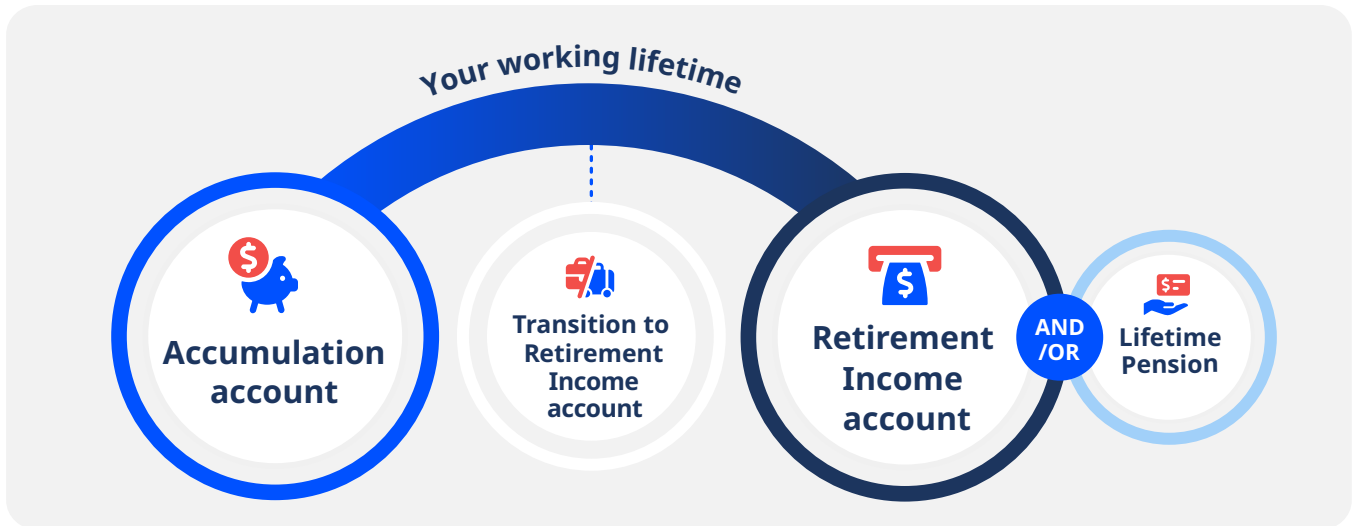 Your working lifetime
Accumulation
account
Transition to
Retirement
Income
account
Retirement
Income
account
AND
/OR
Lifetime
Pension